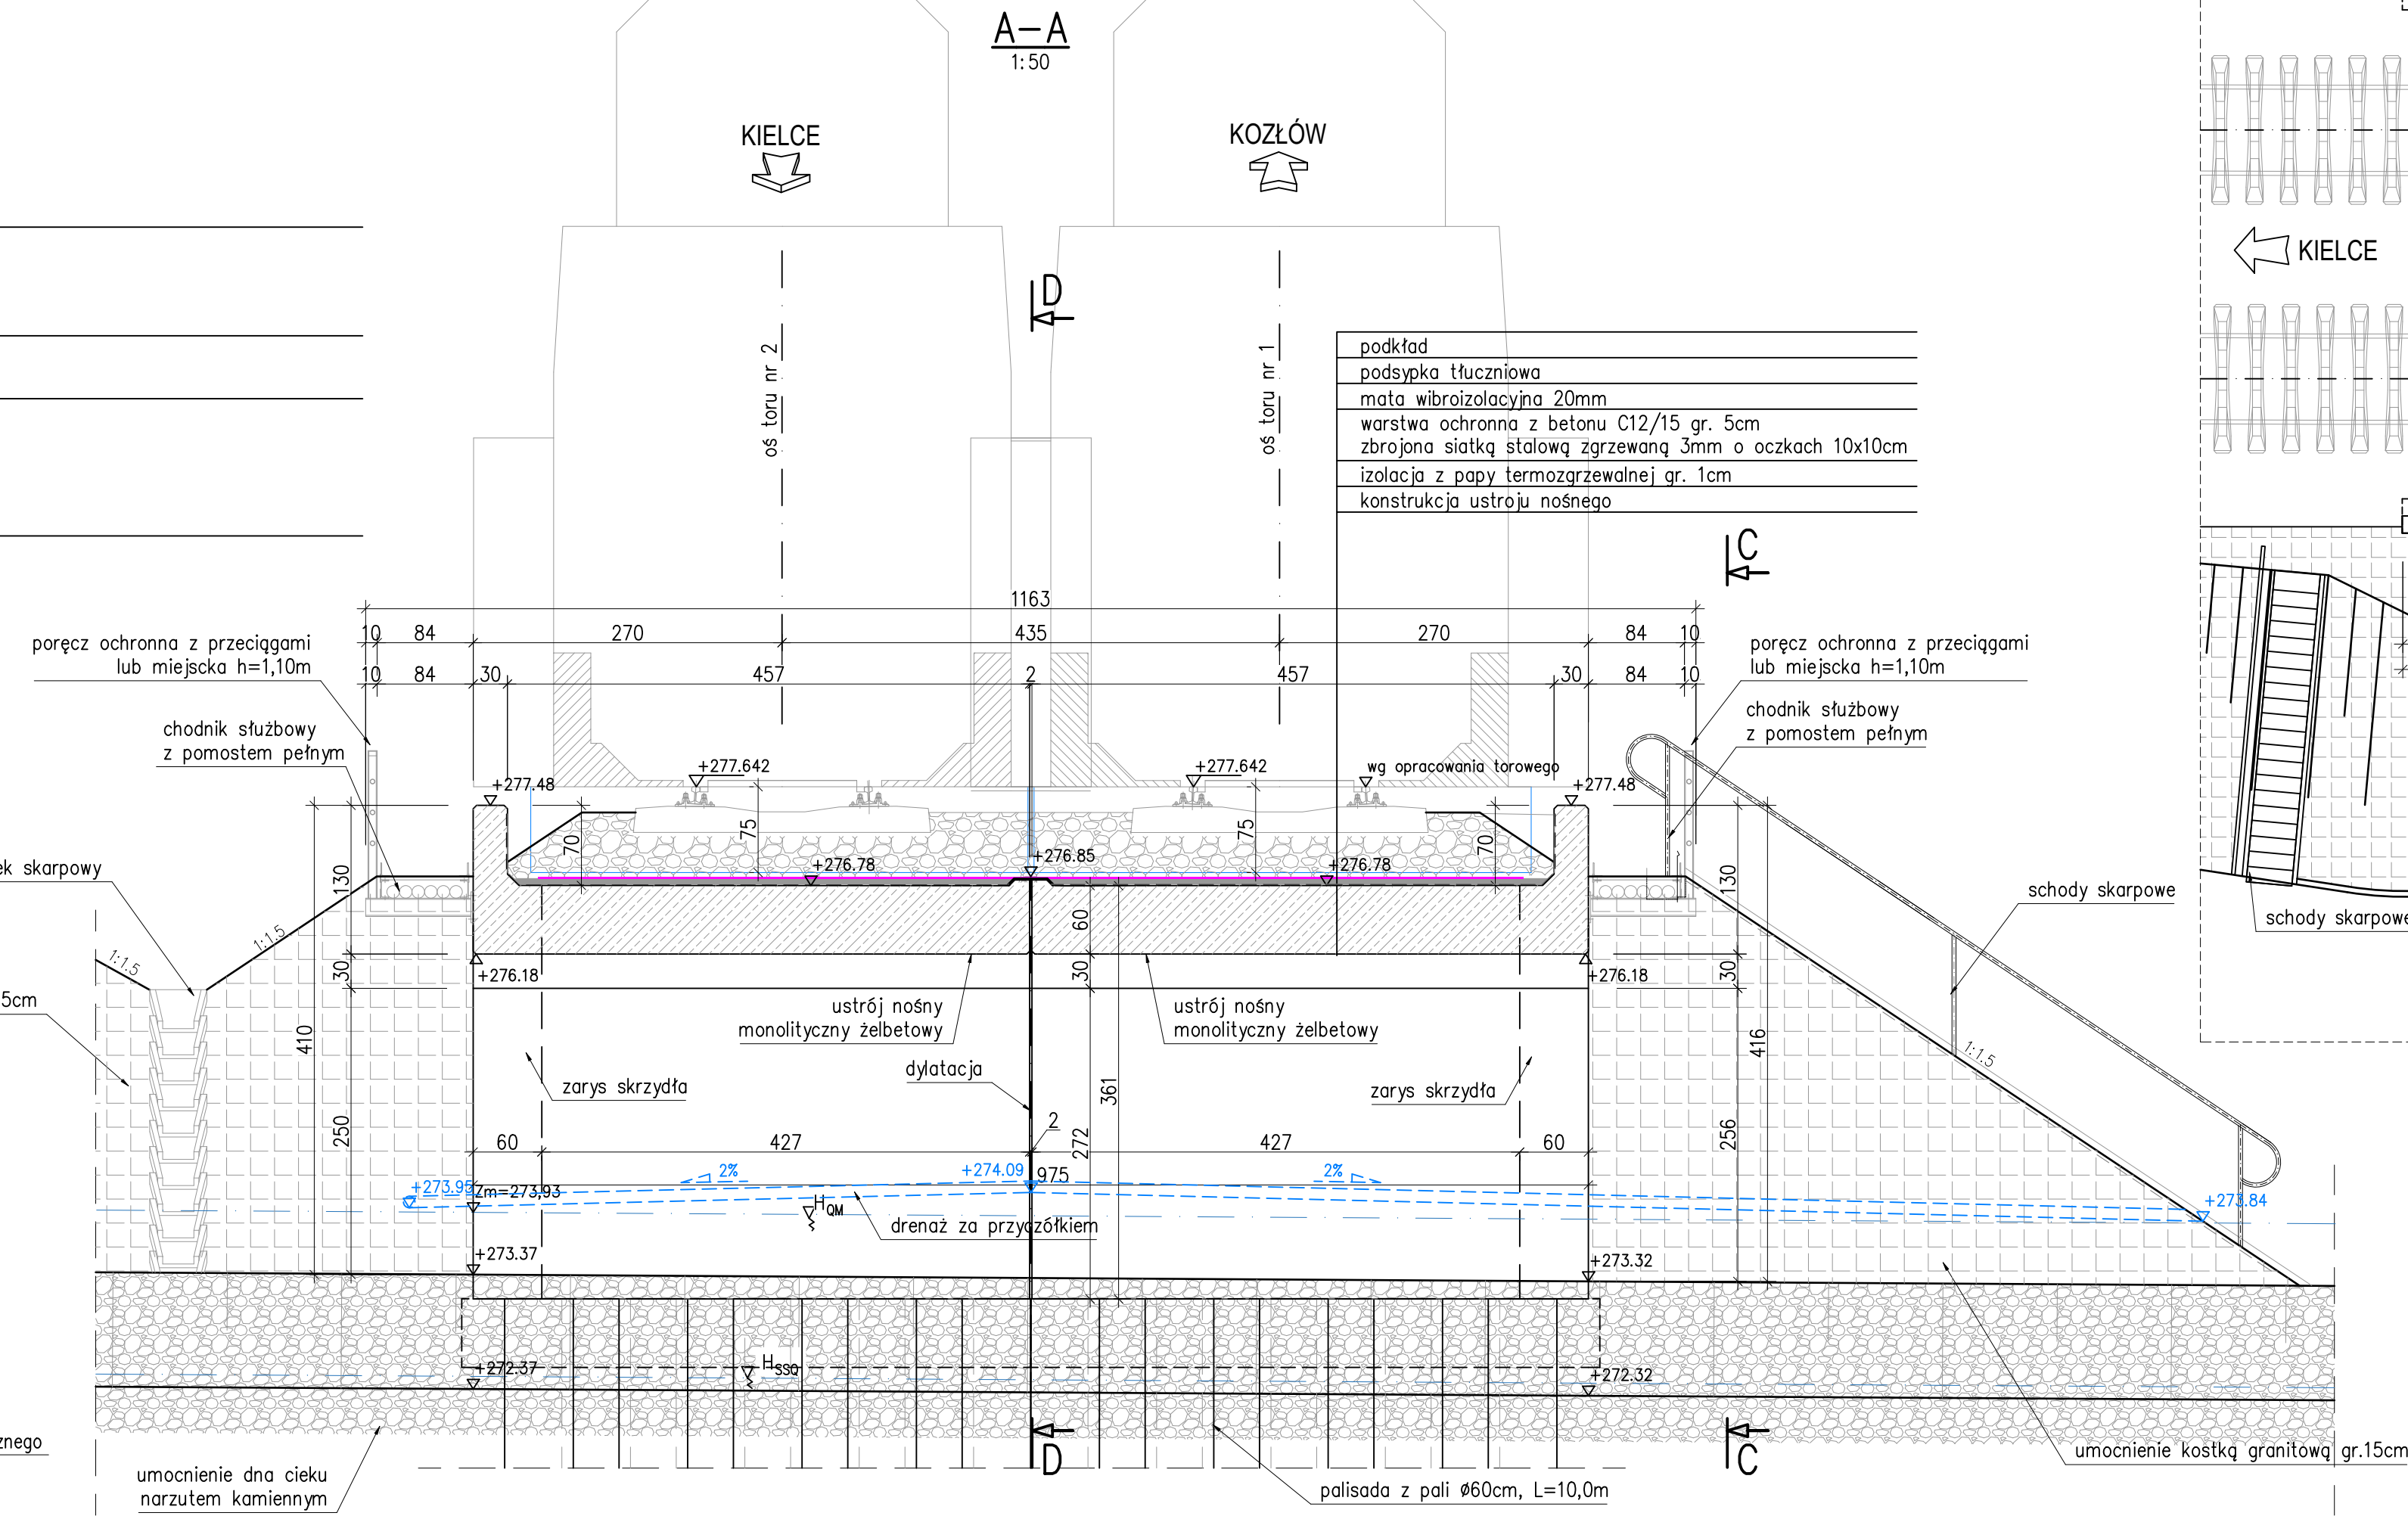 A-A
1:50
KIELCE
KOZŁÓW
KIELCE
D
oś toru nr 2
oś toru nr 1
podkład
podsypka tłuczniowa
mata wibroizolacyjna 20mm
warstwa ochronna z betonu C12/15 gr. 5cm
zbrojona siatką stalową zgrzewaną 3mm o oczkach 10x10cm
izolacja z papy termozgrzewalnej gr. 1cm
konstrukcja ustroju nośnego
C
1163
10 84 270 435 270 84 10
10 84 30 457 2 457 30 84 10
poręcz ochronna z przeciągami
lub miejscka h=1,10m
poręcz ochronna z przeciągami
lub miejscka h=1,10m
chodnik służbowy
z pomostem pełnym
chodnik służbowy
z pomostem pełnym
+277.642
+277.642
wg opracowania torowego
+277.48
+277.48
70
75
75
70
+276.78
+276.85
+276.78
ek skarpowy
130
60
130
schody skarpowe
schody skarpowe
1:1.5
1:1.5
30
+276.18
30
+276.18
30
5cm
ustrój nośny
monolityczny żelbetowy
ustrój nośny
monolityczny żelbetowy
410
416
1:1.5
dylatacja
zarys skrzydła
361
zarys skrzydła
250
2
272
256
60 427 427 60
2%
+274.09
975
2%
+273.95
Zm=273,93
HQM
drenaż za przyczółkiem
+273.84
+273.37
+273.32
HSSQ
+272.37
+272.32
znego
D
C
umocnienie kostką granitową gr.15cm
umocnienie dna cieku
narzutem kamiennym
palisada z pali Ø60cm, L=10,0m